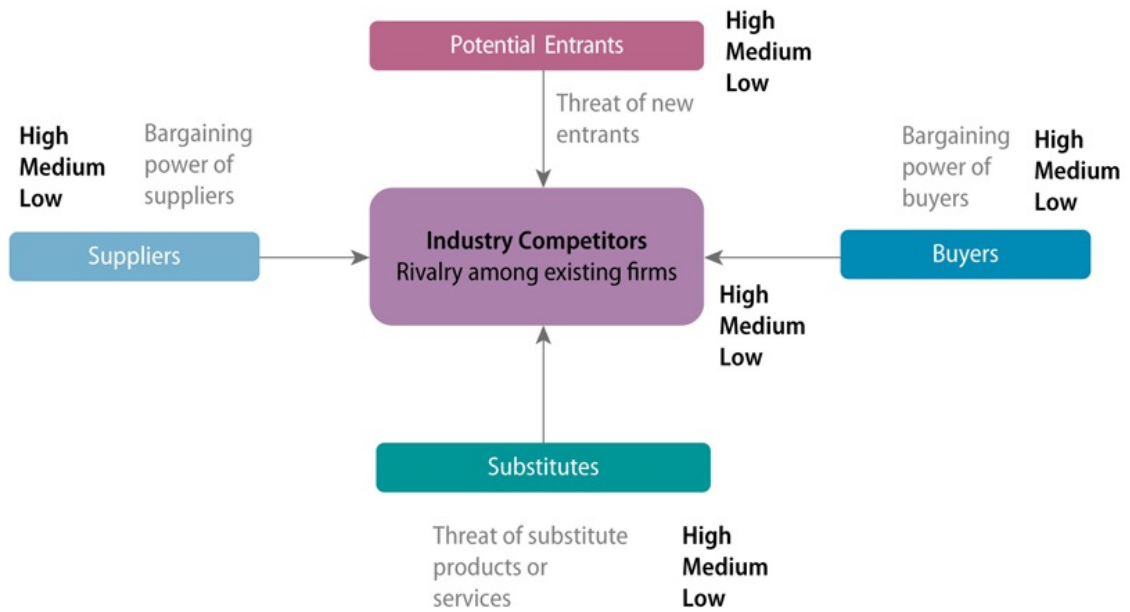 Potential Entrants
High
Medium
Low
Threat of new
entrants
High
Medium
Low
Bargaining
power of
suppliers
Suppliers
Industry Competitors
Rivalry among existing firms
High
Medium
Low
Bargaining
power of
buyers
High
Medium
Low
Buyers
Substitutes
Threat of substitute
products or
services
High
Medium
Low